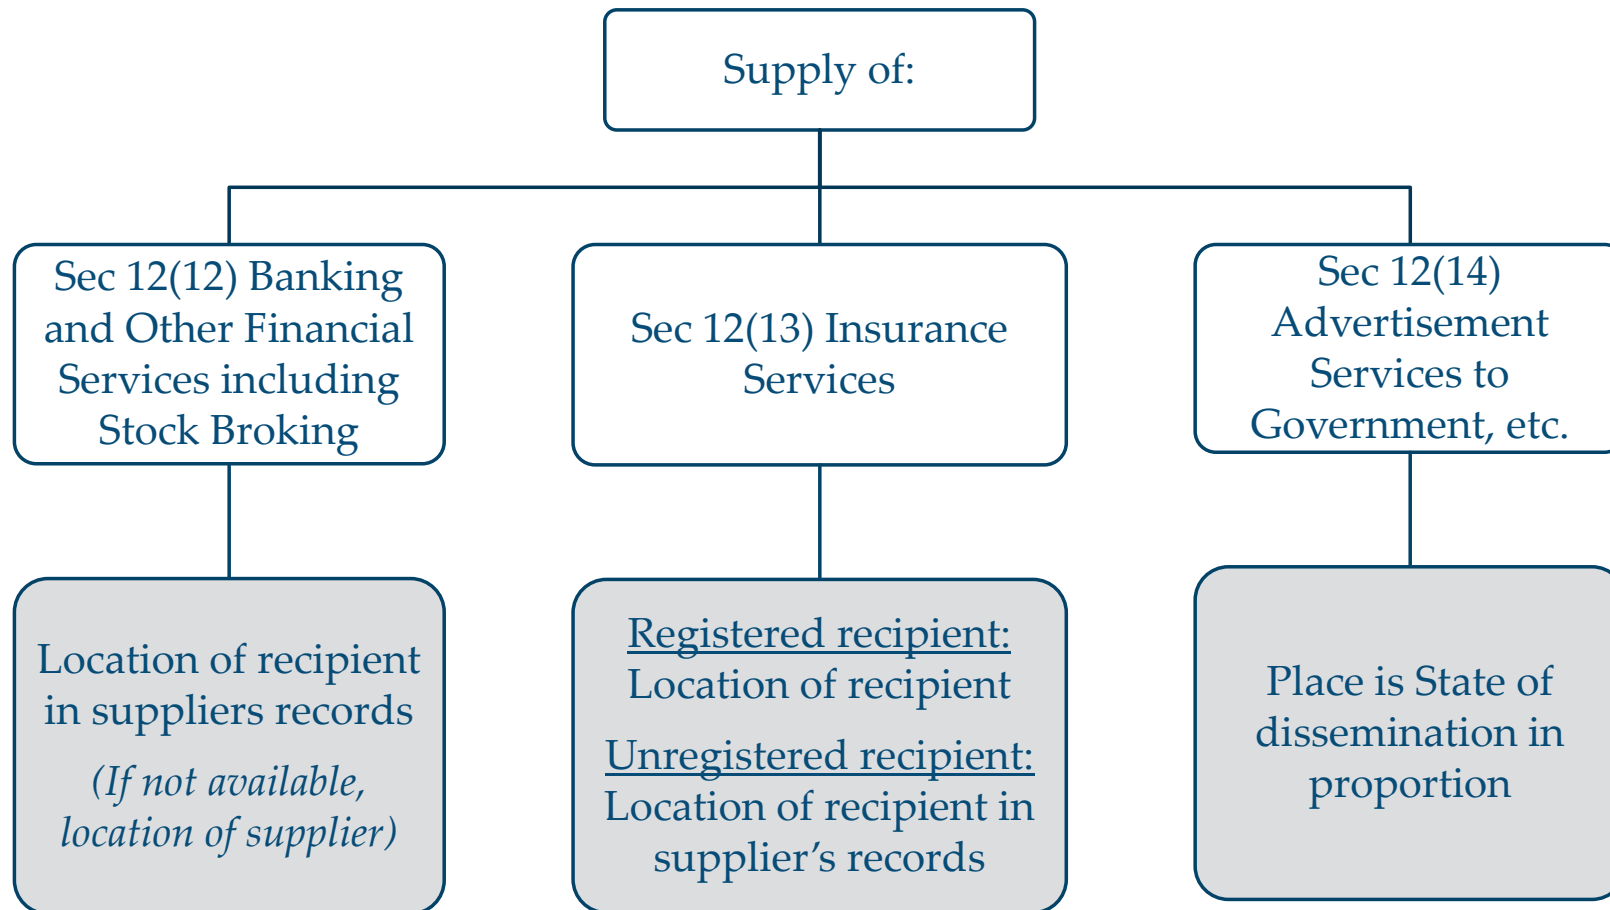 Supply of:
Sec 12(12) Banking
and Other Financial
Services including
Stock Broking
Sec 12(13) Insurance
Services
Sec 12(14)
Advertisement
Services to
Government, etc.
Location of recipient
in suppliers records
(If not available,
location of supplier)
Registered recipient:
Location of recipient
Unregistered recipient:
Location of recipient in
supplier’s records
Place is State of
dissemination in
proportion